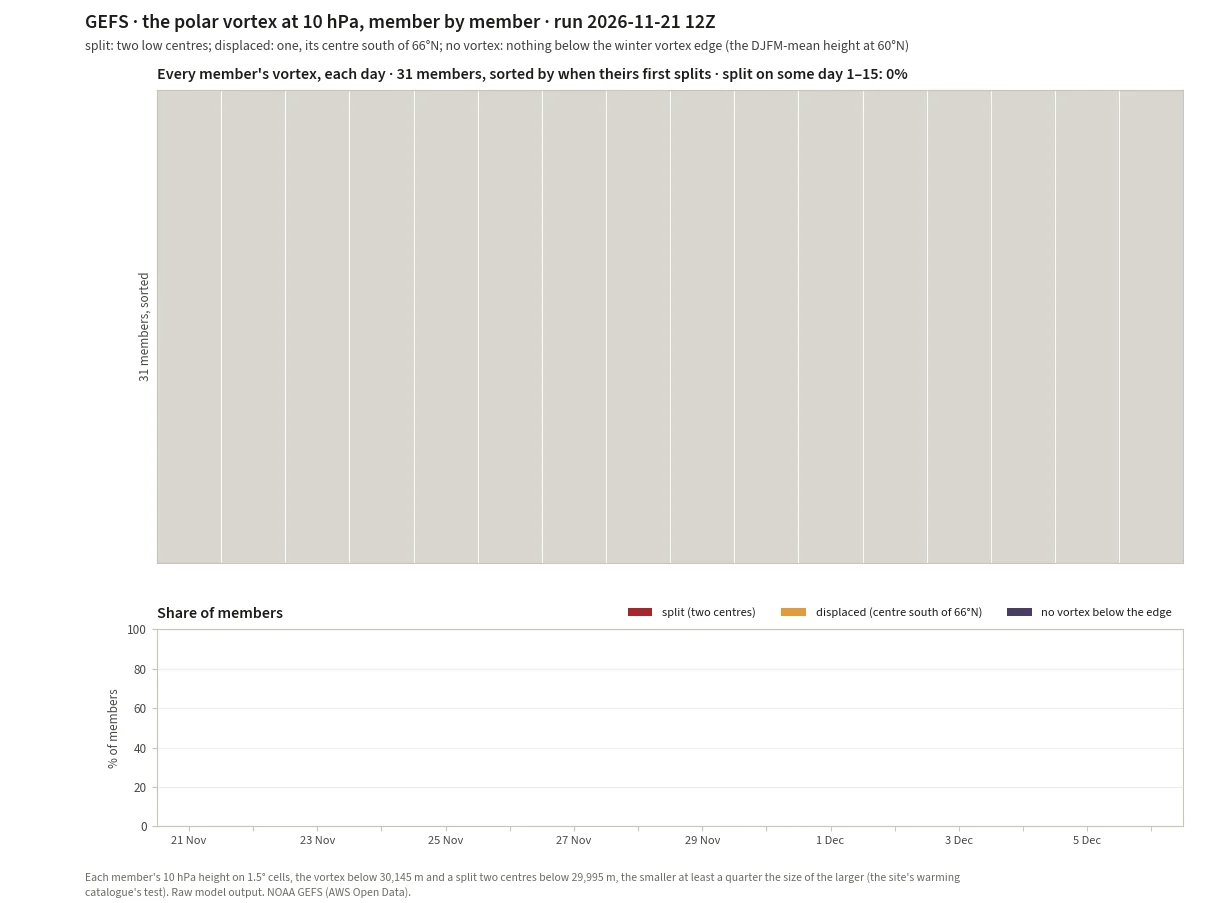 GEFS · the polar vortex at 10 hPa, member by member · run 2026-11-21 12Z
split: two low centres; displaced: one, its centre south of 66°N; no vortex: nothing below the winter vortex edge (the DJFM-mean height at 60°N)
Every member's vortex, each day · 31 members, sorted by when theirs first splits · split on some day 1–15: 0%
31 members, sorted
Share of members
split (two centres)
displaced (centre south of 66°N)
no vortex below the edge
% of members
100
80
60
40
20
0
21 Nov
23 Nov
25 Nov
27 Nov
29 Nov
1 Dec
3 Dec
5 Dec
Each member's 10 hPa height on 1.5° cells, the vortex below 30,145 m and a split two centres below 29,995 m, the smaller at least a quarter the size of the larger (the site's warming
catalogue's test). Raw model output. NOAA GEFS (AWS Open Data).